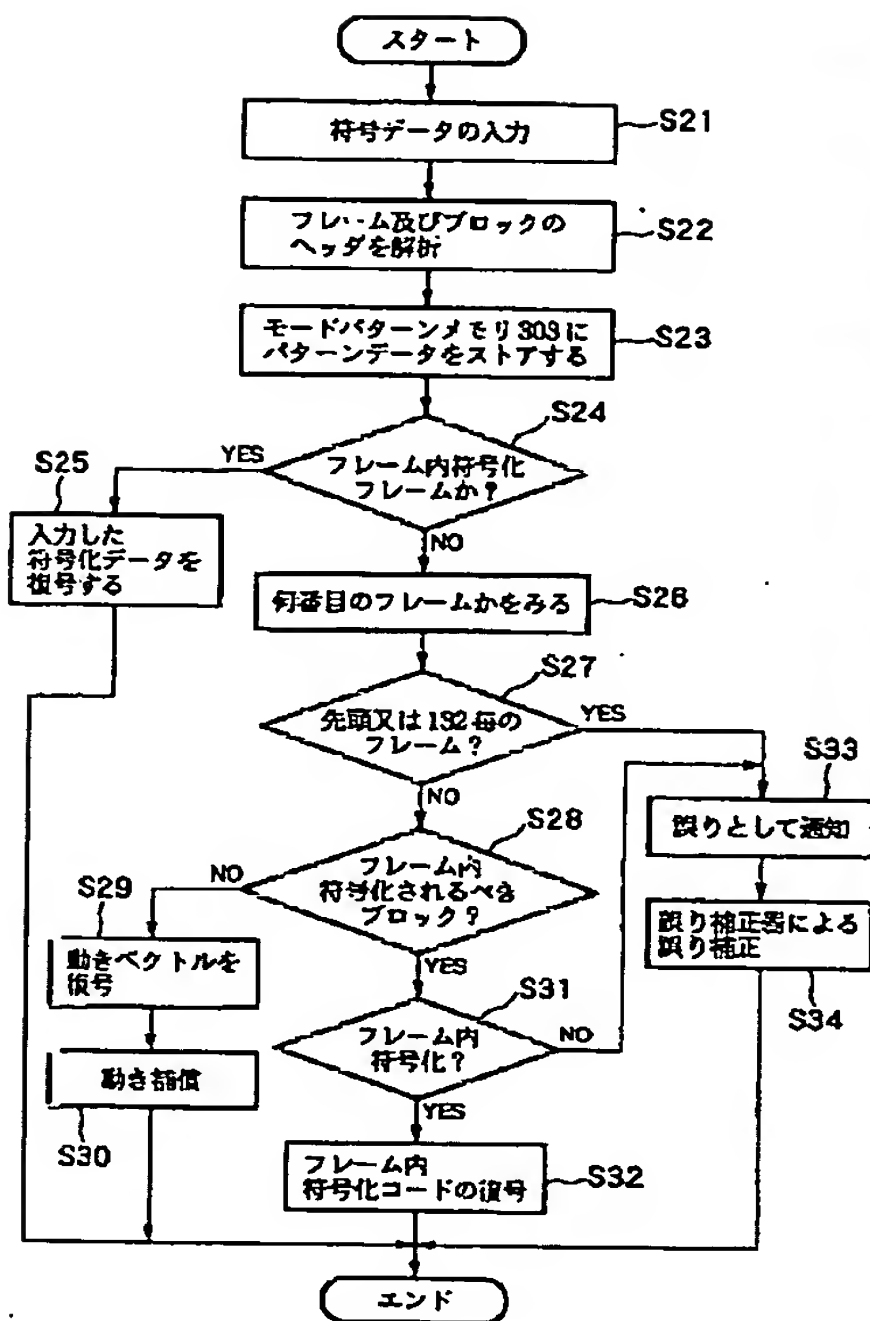 スタート
符号データの入力
S21
フレーム及びブロックの
ヘッダを解析
S22
モードパターンメモリ303に
パターンデータをストアする
S23
S24
フレーム内符号化
フレームか?
YES
NO
S25
入力した
符号化データを
復号する
何番目のフレームかをみる
S26
S27
先頭又は132毎の
フレーム?
YES
NO
S33
誤りとして通知
S28
フレーム内
符号化されるべき
ブロック?
NO
YES
S29
動きベクトルを
復号
誤り補正器による
誤り補正
S34
S31
フレーム内
符号化?
NO
YES
動き補償
S30
フレーム内
符号化コードの復号
S32
エンド